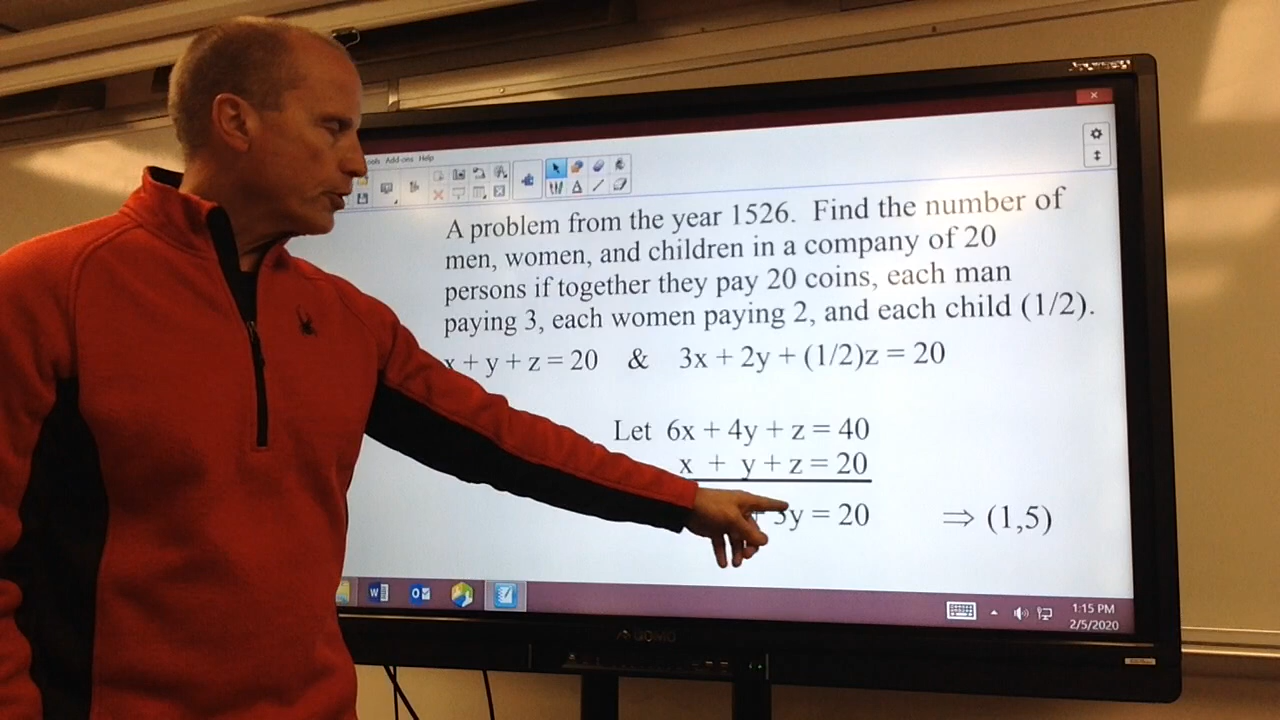 Add-ons Help
A problem from the year 1526. Find the number of
men, women, and children in a company of 20
persons if together they pay 20 coins, each man
paying 3, each women paying 2, and each child (1/2).
x + y + z = 20 & 3x + 2y + (1/2)z = 20
Let 6x + 4y + z = 40
x + y + z = 20
+ 3y = 20 ⇒ (1,5)
1:15 PM
2/5/2020